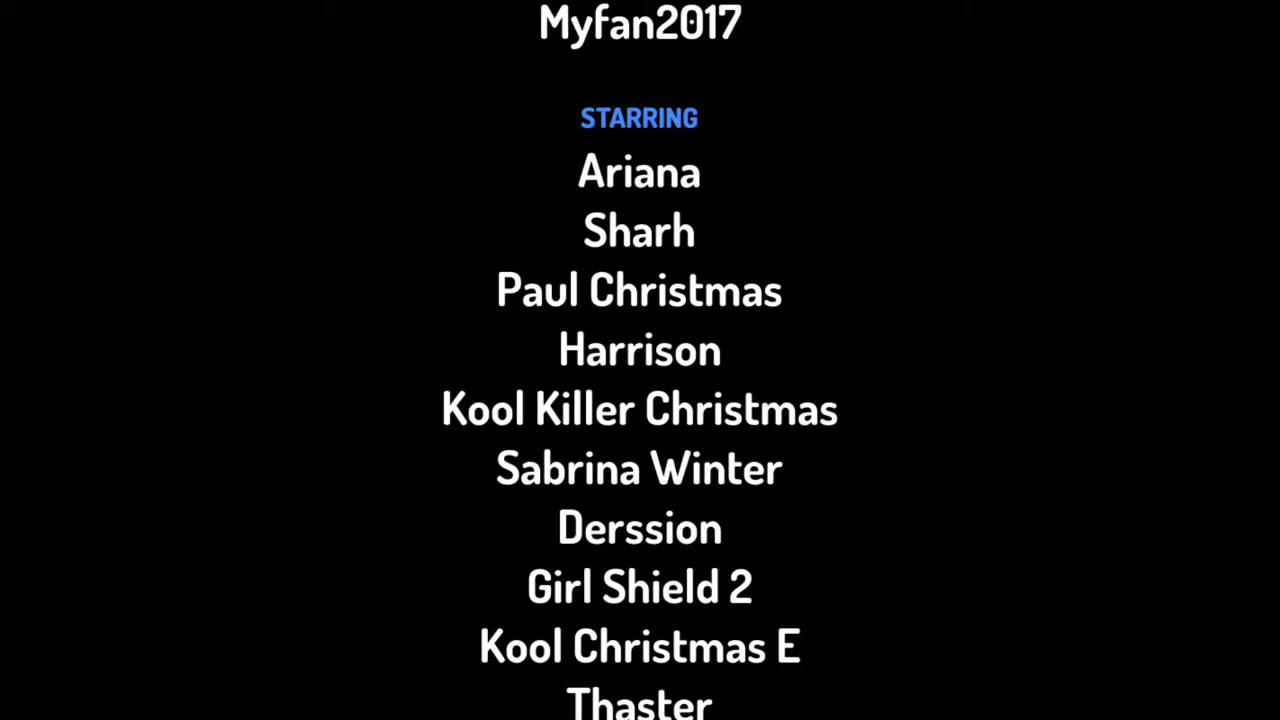 Myfan2017
STARRING
Ariana
Sharh
Paul Christmas
Harrison
Kool Killer Christmas
Sabrina Winter
Derssion
Girl Shield 2
Kool Christmas E
Thaster